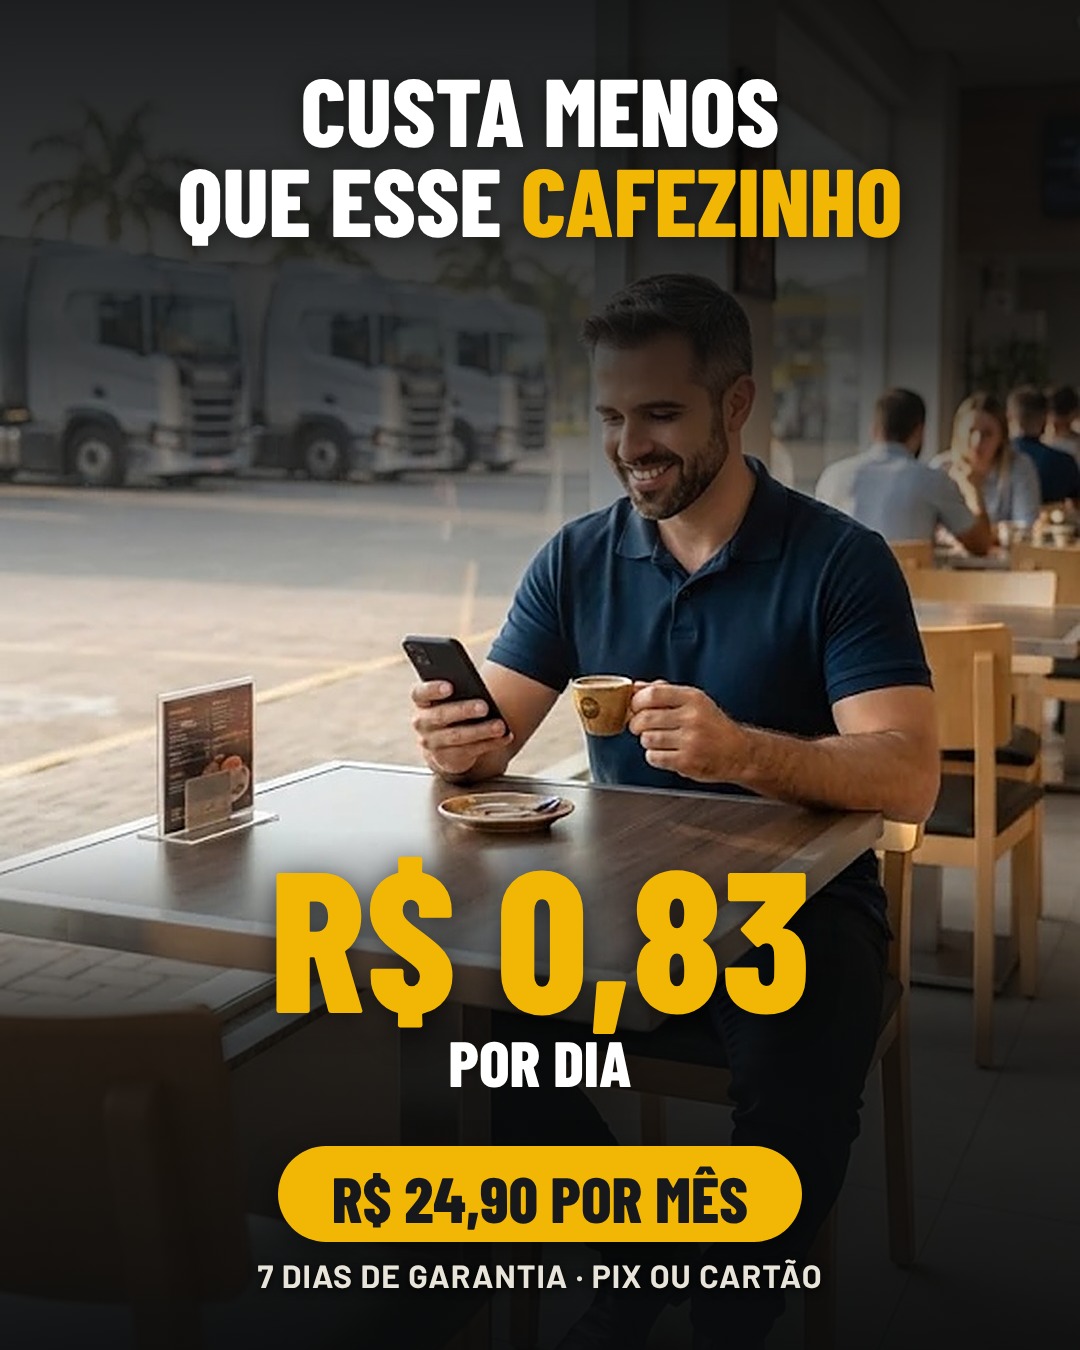 CUSTA MENOS
QUE ESSE CAFEZINHO
R$ 0,83
POR DIA
R$ 24,90 POR MÊS
7 DIAS DE GARANTIA · PIX OU CARTÃO